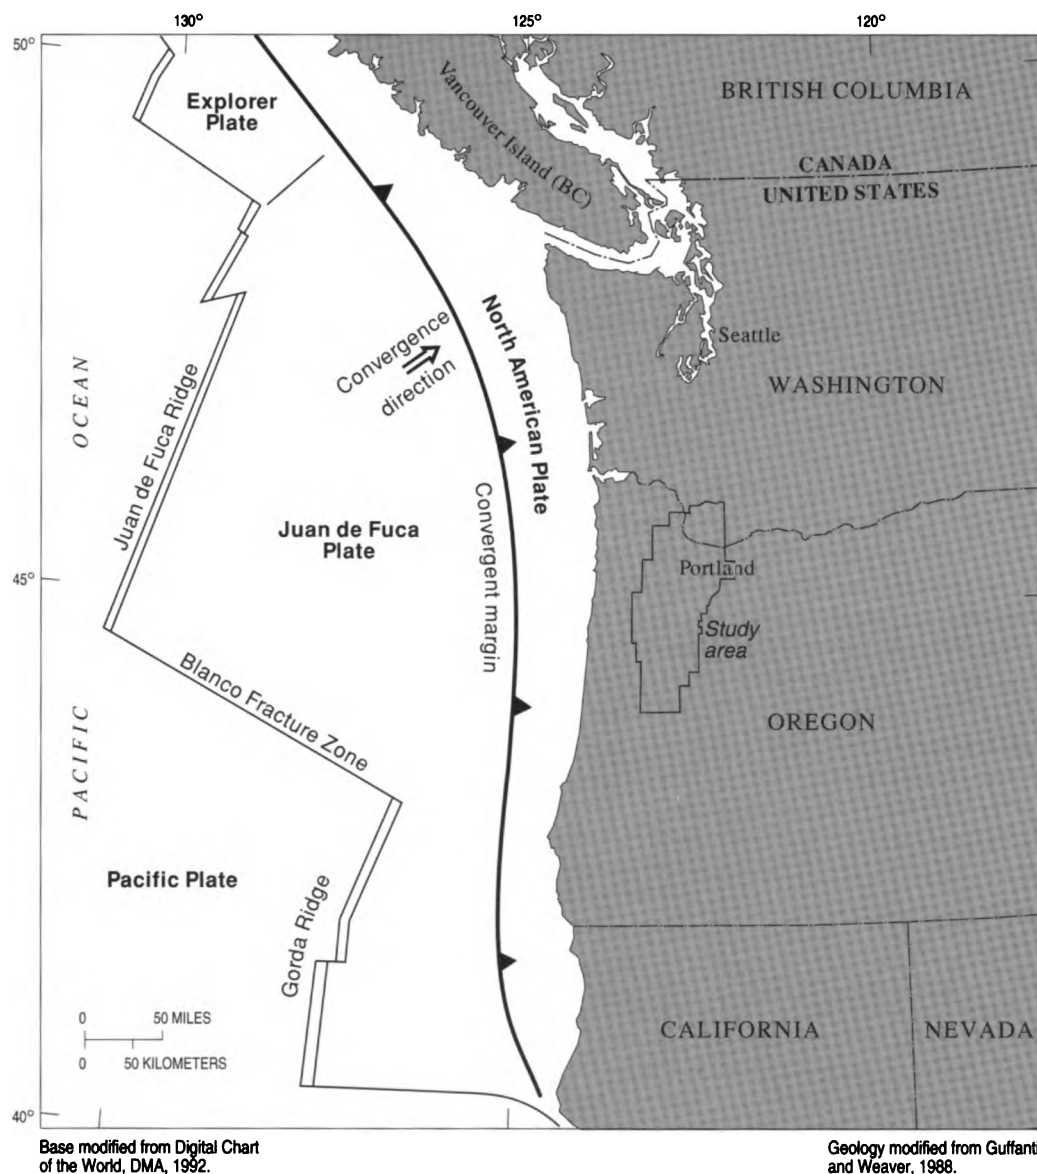 130°
125°
120°
50°
Explorer
Plate
Vancouver Island (BC)
BRITISH COLUMBIA
CANADA
UNITED STATES
OCEAN
Convergence
direction
North American Plate
Seattle
WASHINGTON
Juan de Fuca Ridge
Juan de Fuca
Plate
Convergent margin
45°
Portland
Study
area
Blanco Fracture Zone
OREGON
PACIFIC
Pacific Plate
Gorda Ridge
0 50 MILES
0 50 KILOMETERS
CALIFORNIA
NEVADA
40°
Base modified from Digital Chart
of the World, DMA, 1992.
Geology modified from Guffanti
and Weaver, 1988.